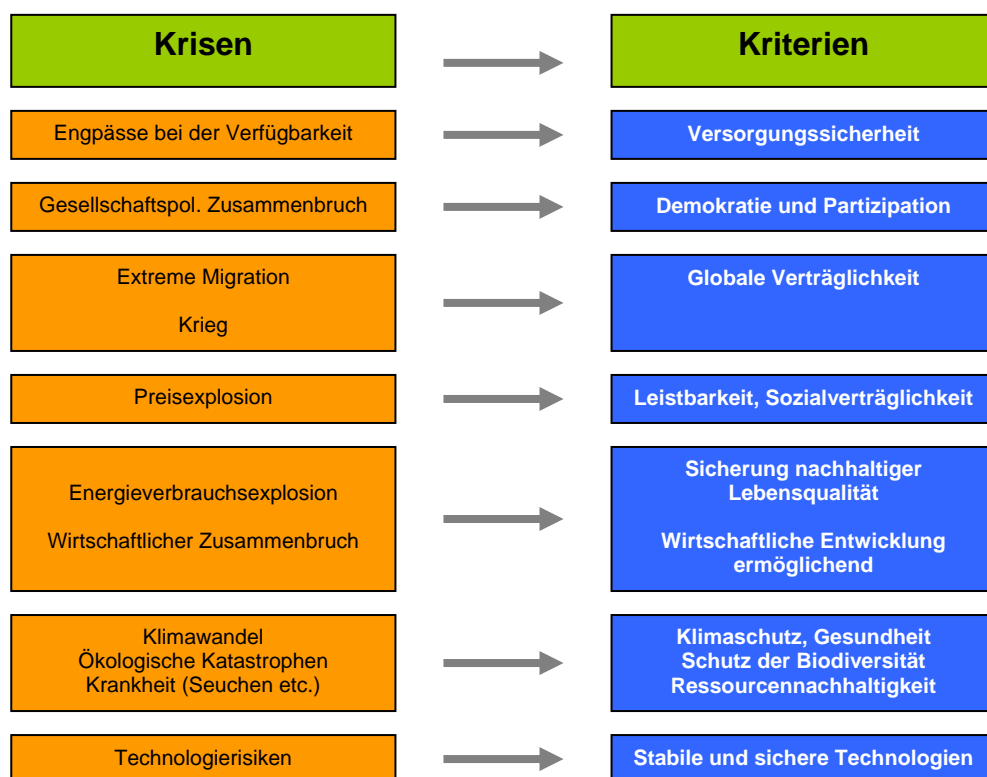 Krisen
Kriterien
Engpässe bei der Verfügbarkeit
Versorgungssicherheit
Gesellschaftspol. Zusammenbruch
Demokratie und Partizipation
Extreme Migration
Krieg
Globale Verträglichkeit
Preisexplosion
Leistbarkeit, Sozialverträglichkeit
Energieverbrauchsexplosion
Wirtschaftlicher Zusammenbruch
Sicherung nachhaltiger
Lebensqualität
Wirtschaftliche Entwicklung
ermöglichend
Klimawandel
Ökologische Katastrophen
Krankheit (Seuchen etc.)
Klimaschutz, Gesundheit
Schutz der Biodiversität
Ressourcennachhaltigkeit
Technologierisiken
Stabile und sichere Technologien